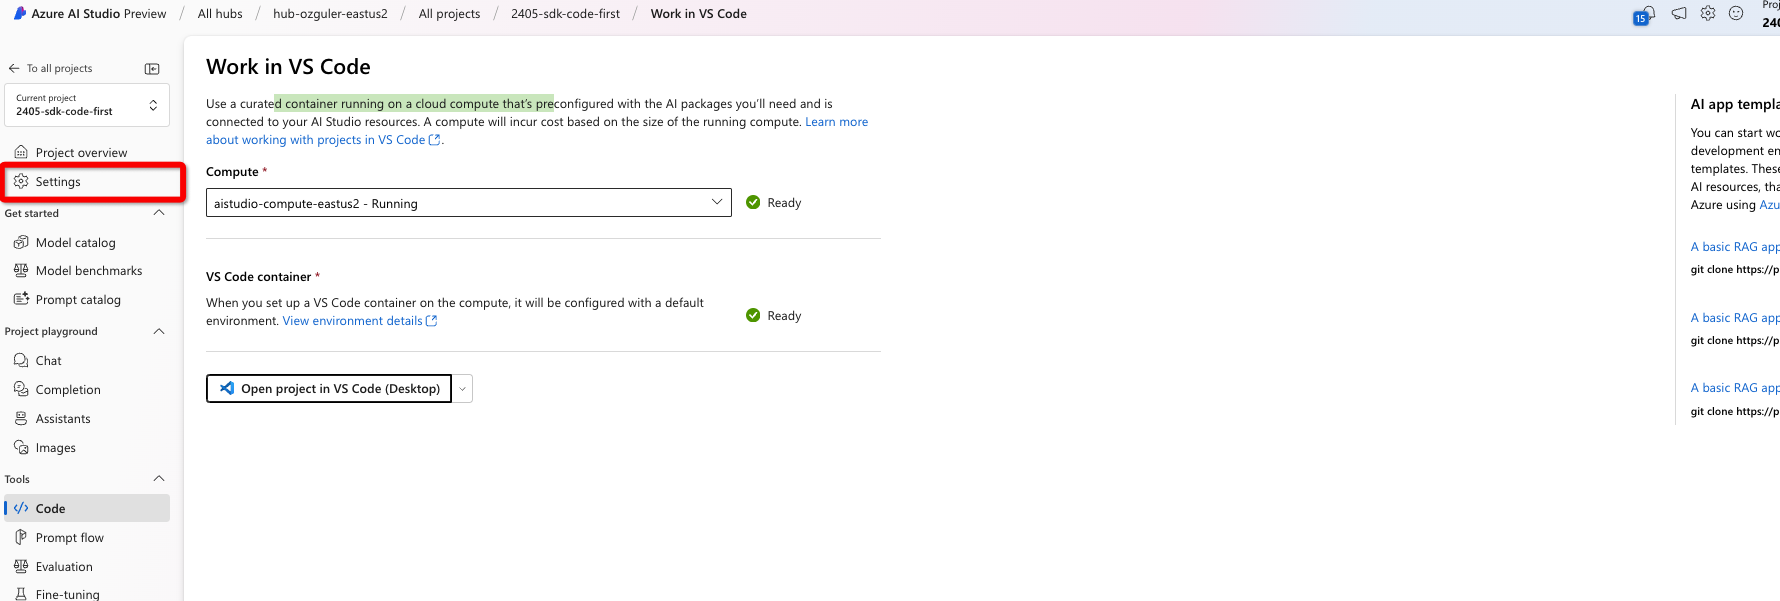 Azure AI Studio Preview / All hubs / hub-ozguler-eastus2 / All projects / 2405-sdk-code-first / Work in VS Code
15
240
To all projects
Current project
2405-sdk-code-first
Project overview
Settings
Get started
Model catalog
Model benchmarks
Prompt catalog
Project playground
Chat
Completion
Assistants
Images
Tools
Code
Prompt flow
Evaluation
Fine-tuning
Work in VS Code
Use a curated container running on a cloud compute that's preconfigured with the AI packages you'll need and is
connected to your AI Studio resources. A compute will incur cost based on the size of the running compute. Learn more
about working with projects in VS Code.
Compute *
aistudio-compute-eastus2 - Running
Ready
VS Code container *
When you set up a VS Code container on the compute, it will be configured with a default
environment. View environment details
Ready
Open project in VS Code (Desktop)
AI app templa
You can start wo
development en
templates. These
AI resources, tha
Azure using Azu
A basic RAG app
git clone https://p
A basic RAG app
git clone https://p
A basic RAG app
git clone https://p